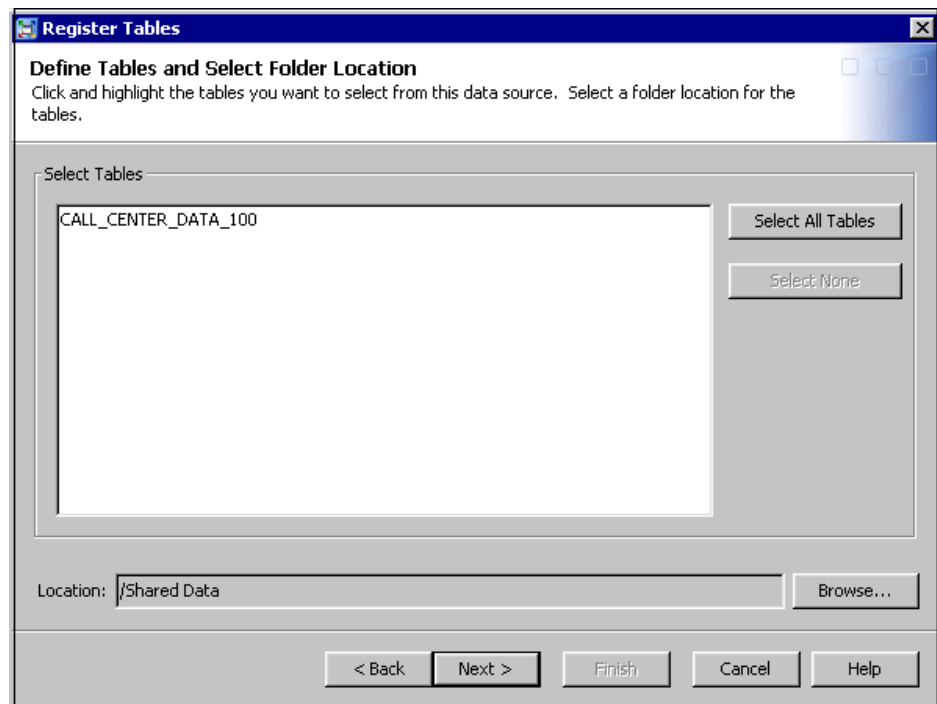 Register Tables
Define Tables and Select Folder Location
Click and highlight the tables you want to select from this data source.  Select a folder location for the
tables.
Select Tables
CALL_CENTER_DATA_100
Select All Tables
Select None
Location: /Shared Data Browse...
< Back Next > Finish Cancel Help